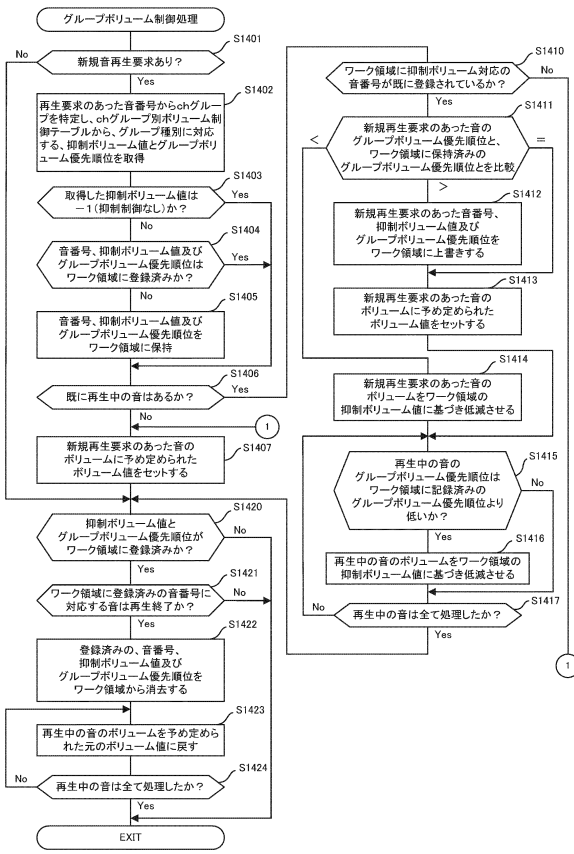 グループボリューム制御処理
S1401
新規音再生要求あり？
No
Yes
S1402
再生要求のあった音番号からchグ
ループを特定し、chグループ別ボリューム制
御テーブルから、グループ種別に対応
する、抑制ボリューム値とグループボリ
ューム優先順位を取得
S1403
取得した抑制ボリューム値は
－1（抑制制御なし）か？
Yes
No
S1404
音番号、抑制ボリューム値及び
グループボリューム優先順位は
ワーク領域に登録済みか？
Yes
No
S1405
音番号、抑制ボリューム値及び
グループボリューム優先順位を
ワーク領域に保持
S1406
既に再生中の音はあるか？
Yes
No
1
S1407
新規再生要求のあった音の
ボリュームに予め定められた
ボリューム値をセットする
S1420
抑制ボリューム値と
グループボリューム優先順位が
ワーク領域に登録済みか？
No
Yes
S1421
ワーク領域に登録済みの音番号に
対応する音は再生終了か？
No
Yes
S1422
登録済みの、音番号、
抑制ボリューム値及び
グループボリューム優先順位を
ワーク領域から消去する
S1423
再生中の音のボリュームを予め定めら
れた元のボリューム値に戻す
S1424
再生中の音は全て処理したか？
No
Yes
EXIT
S1410
ワーク領域に抑制ボリューム対応の
音番号が既に登録されているか？
No
Yes
S1411
新規再生要求のあった音の
グループボリューム優先順位と、
ワーク領域に保持済みの
グループボリューム優先順位とを比較
<
=
>
S1412
新規再生要求のあった音番号、
抑制ボリューム値及び
グループボリューム優先順位を
ワーク領域に上書きする
S1413
新規再生要求のあった音の
ボリュームに予め定められた
ボリューム値をセットする
S1414
新規再生要求のあった音の
ボリュームをワーク領域の
抑制ボリューム値に基づき低減させる
S1415
再生中の音の
グループボリューム優先順位は
ワーク領域に記録済みの
グループボリューム優先順位より
低いか？
No
Yes
S1416
再生中の音のボリュームをワーク領域の
抑制ボリューム値に基づき低減させる
S1417
再生中の音は全て処理したか？
No
Yes
1